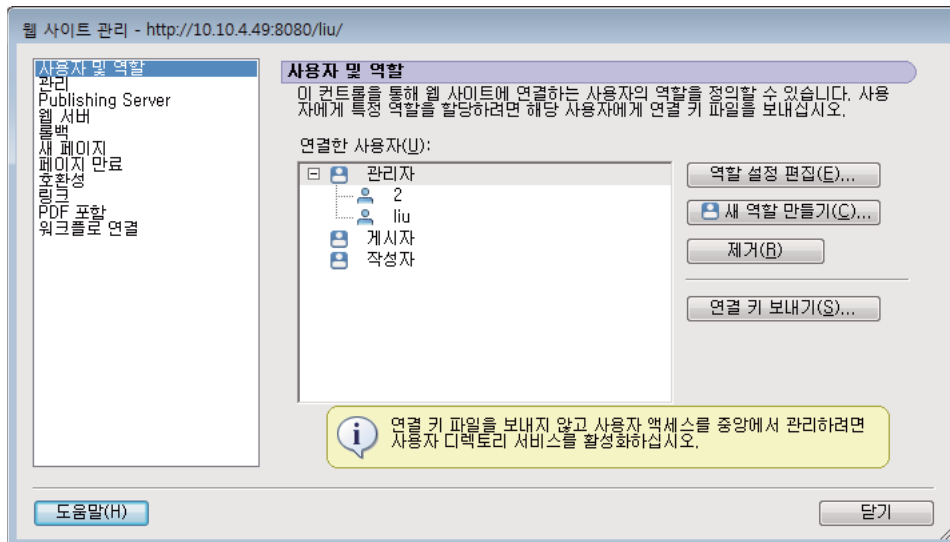 웹 사이트 관리 - http://10.10.4.49:8080/liu/
사용자 및 역할
관리
Publishing Server
웹 서버
롤백
새 페이지
페이지 만료
호환성
링크
PDF 포함
워크플로 연결
사용자 및 역할
이 컨트롤을 통해 웹 사이트에 연결하는 사용자의 역할을 정의할 수 있습니다. 사용
자에게 특정 역할을 할당하려면 해당 사용자에게 연결 키 파일을 보내십시오.
연결한 사용자(U):
관리자
2
liu
게시자
작성자
역할 설정 편집(E)...
새 역할 만들기(C)...
제거(R)
연결 키 보내기(S)...
연결 키 파일을 보내지 않고 사용자 액세스를 중앙에서 관리하려면
사용자 디렉토리 서비스를 활성화하십시오.
도움말(H)
닫기